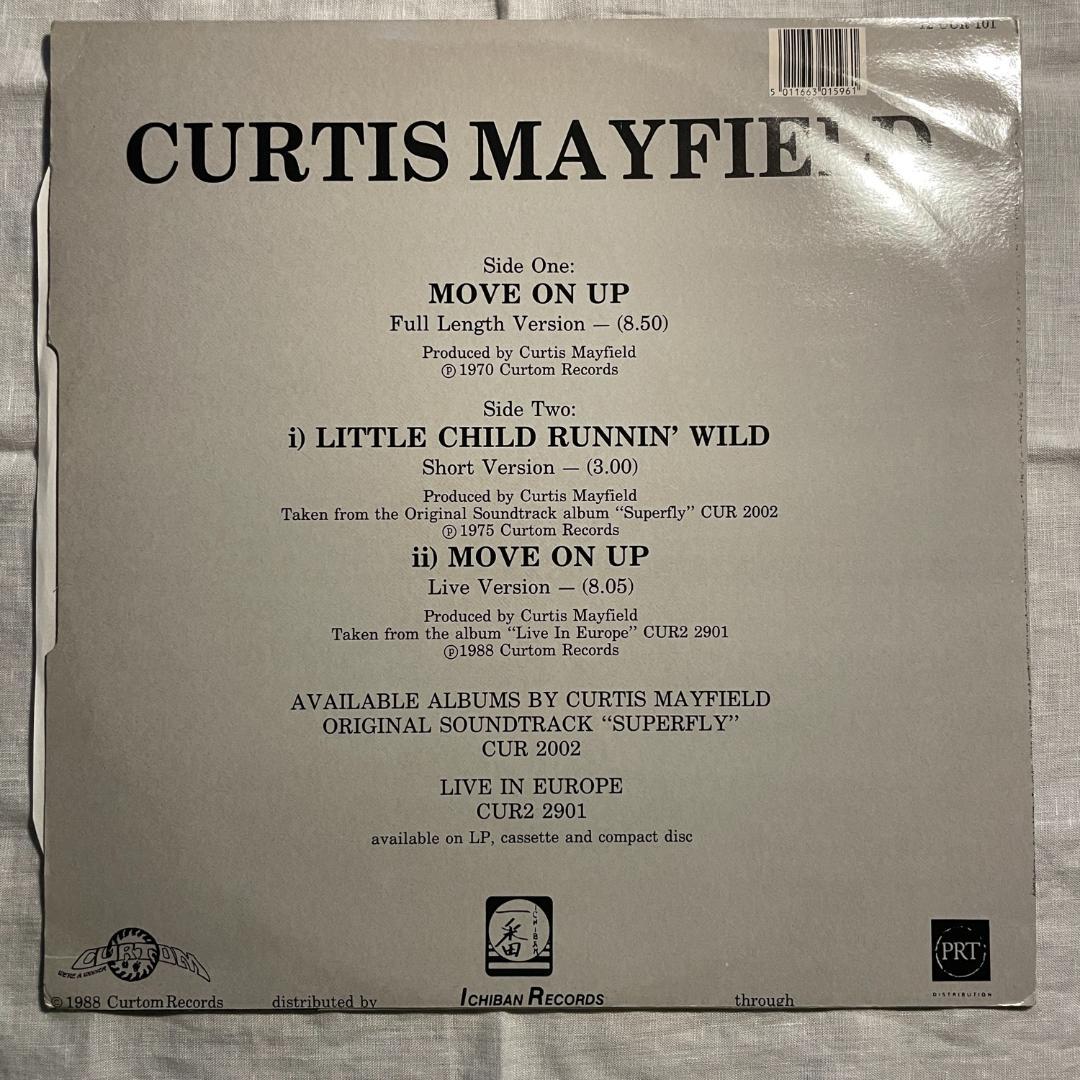 12 CUR 101
5 011663 015961
CURTIS MAYFIELD
Side One:
MOVE ON UP
Full Length Version — (8.50)
Produced by Curtis Mayfield
℗ 1970 Curtom Records
Side Two:
i) LITTLE CHILD RUNNIN' WILD
Short Version — (3.00)
Produced by Curtis Mayfield
Taken from the Original Soundtrack album “Superfly” CUR 2002
℗ 1975 Curtom Records
ii) MOVE ON UP
Live Version — (8.05)
Produced by Curtis Mayfield
Taken from the album “Live In Europe” CUR2 2901
℗1988 Curtom Records
AVAILABLE ALBUMS BY CURTIS MAYFIELD
ORIGINAL SOUNDTRACK “SUPERFLY”
CUR 2002
LIVE IN EUROPE
CUR2 2901
available on LP, cassette and compact disc
CURTOM
WE'RE A WINNER
一番
ICHIBAN
PRT
DISTRIBUTION
© 1988 Curtom Records distributed by ICHIBAN RECORDS through